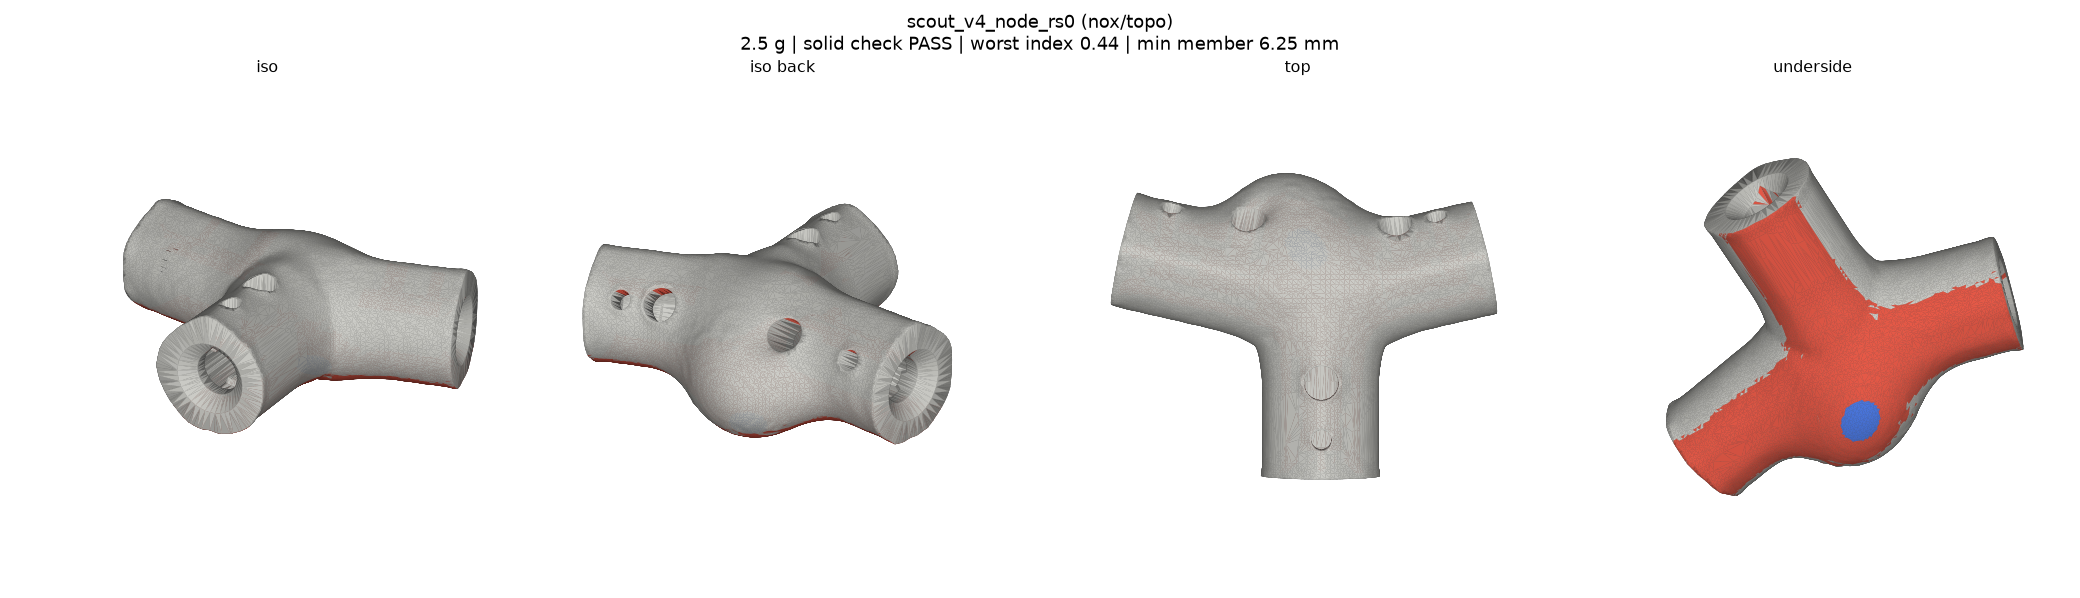 scout_v4_node_rs0 (nox/topo)
2.5 g | solid check PASS | worst index 0.44 | min member 6.25 mm
iso
iso back
top
underside